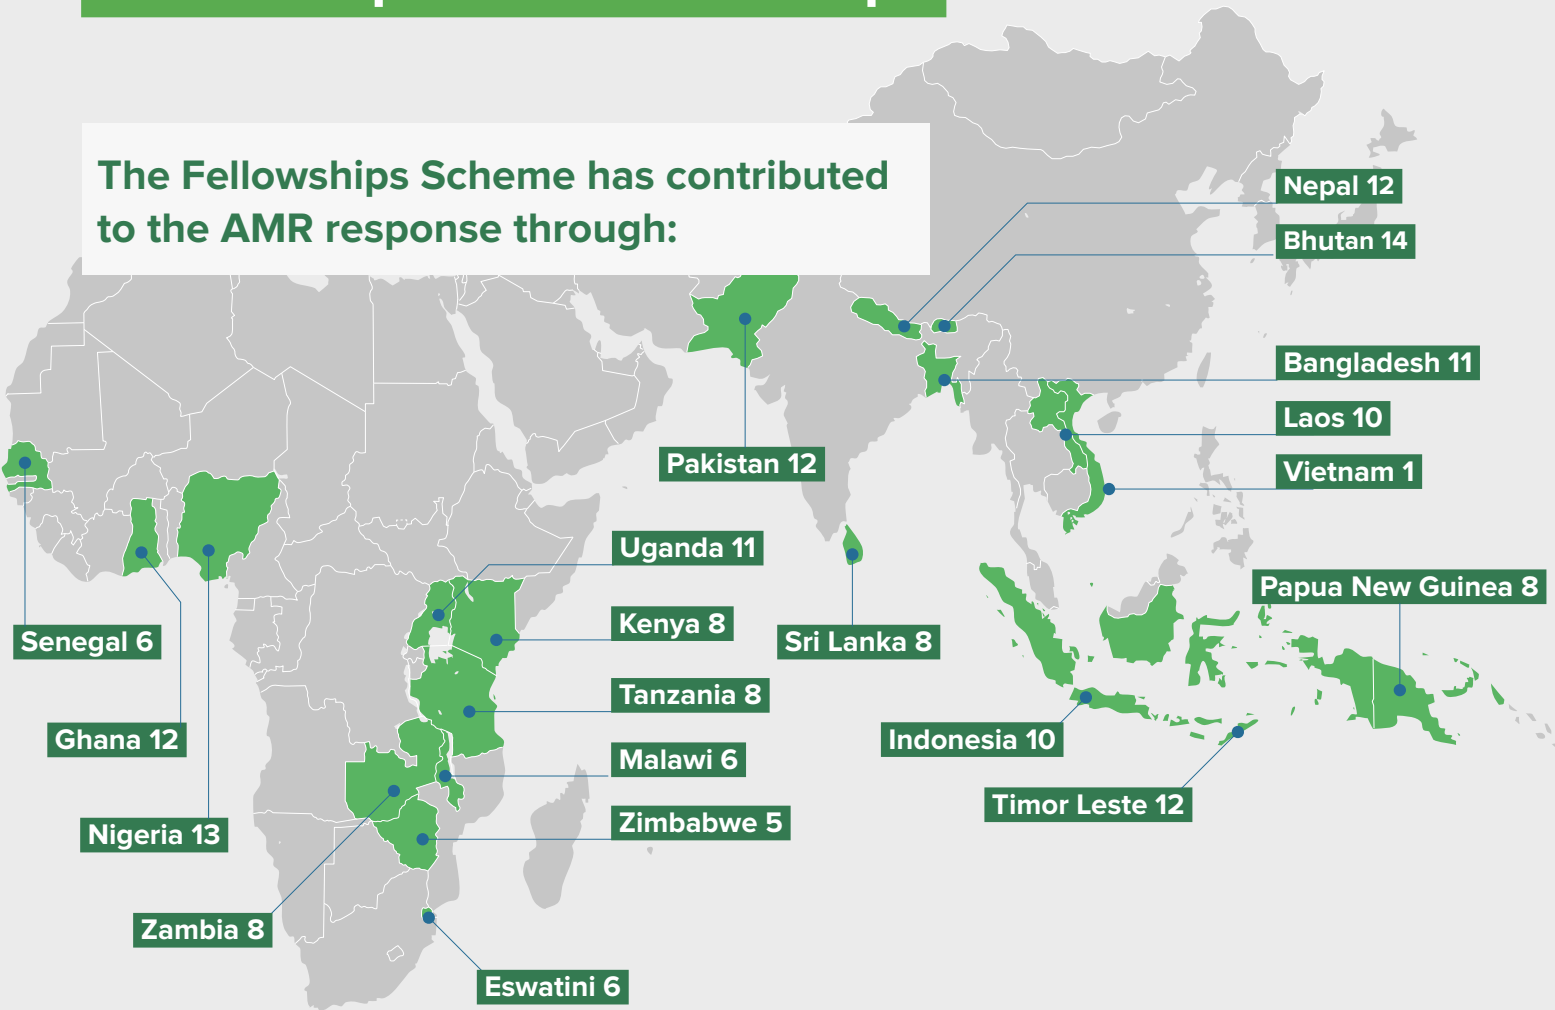 The Fellowships Scheme has contributed
to the AMR response through:
Nepal 12
Bhutan 14
Bangladesh 11
Laos 10
Pakistan 12
Vietnam 1
Uganda 11
Papua New Guinea 8
Kenya 8
Senegal 6
Sri Lanka 8
Tanzania 8
Ghana 12
Indonesia 10
Malawi 6
Timor Leste 12
Zimbabwe 5
Nigeria 13
Zambia 8
Eswatini 6